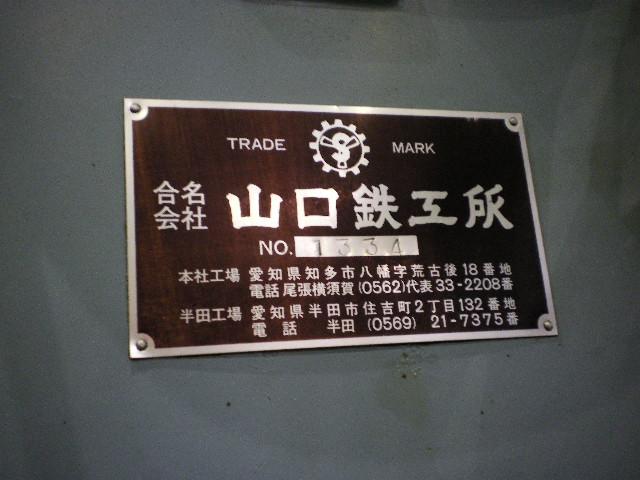 TRADE MARK
合名会社 山口鉄工所
NO. 1334
本社工場 愛知県知多市八幡字荒古後18番地
電話 尾張横須賀 (0562)代表33-2208番
半田工場 愛知県半田市住吉町2丁目132番地
電話 半田 (0569) 21-7375番